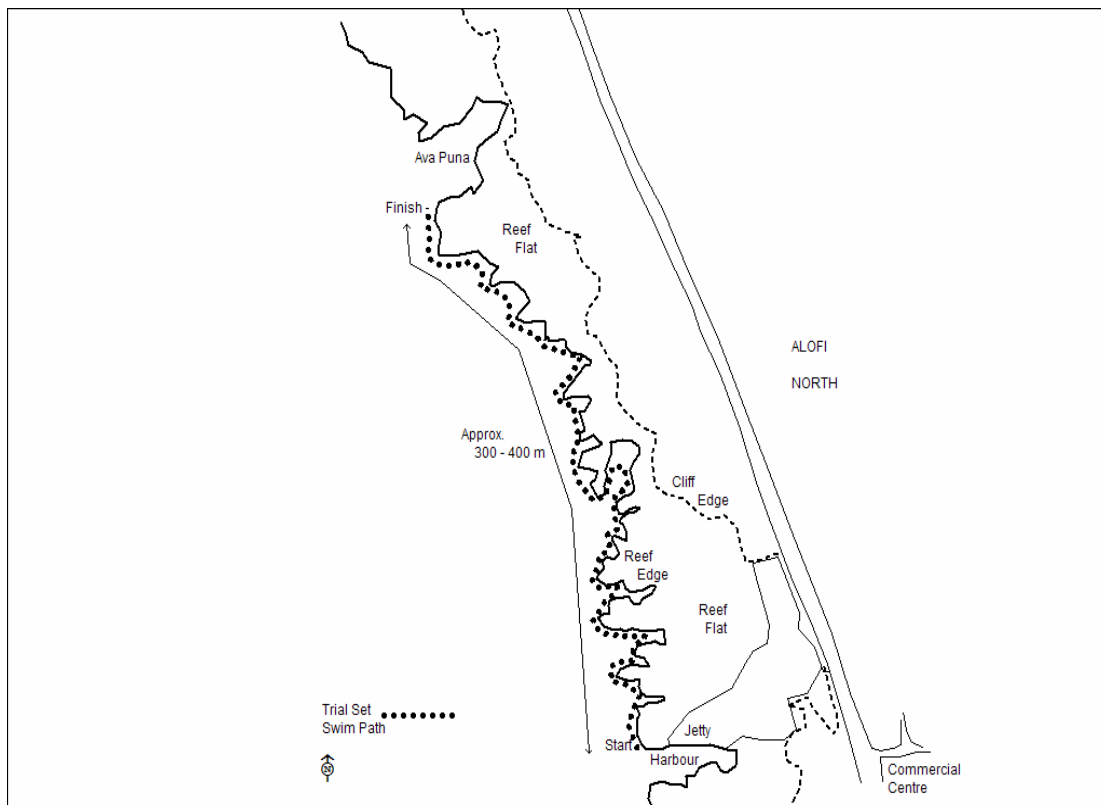 Ava Puna
Finish
Reef
Flat
ALOFI
NORTH
Approx.
300 - 400 m
Cliff
Edge
Reef
Edge
Reef
Flat
Trial Set
Swim Path
Jetty
Start
Harbour
N
Commercial
Centre